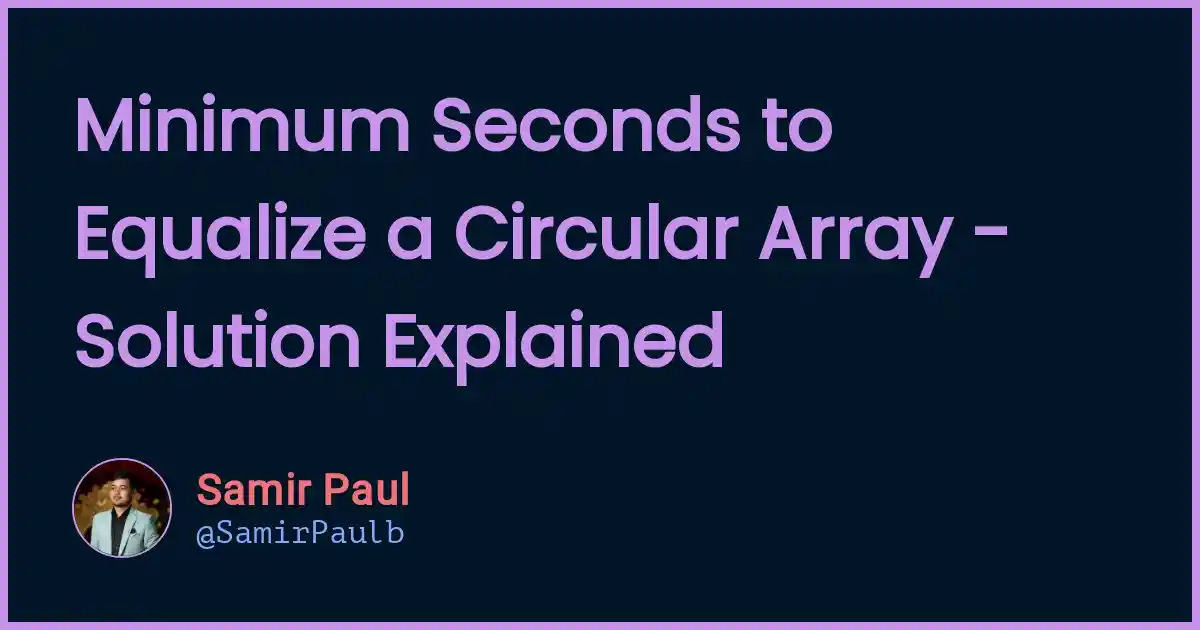 Minimum Seconds to
Equalize a Circular Array -
Solution Explained
Samir Paul
@SamirPaulb